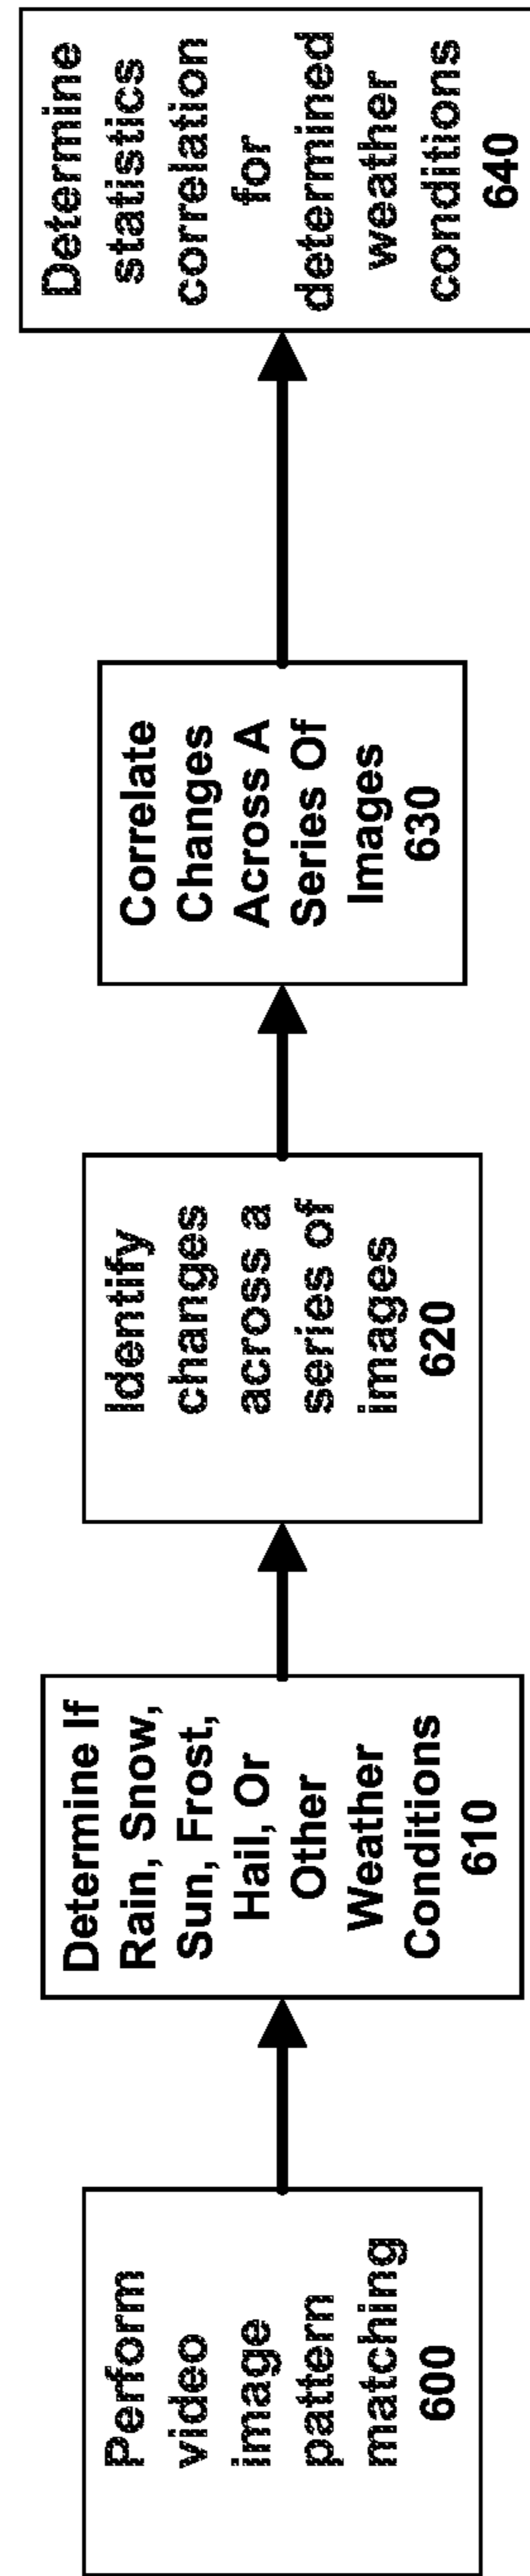 Perform
video
image
pattern
matching
600
Determine If
Rain, Snow,
Sun, Frost,
Hail, Or
Other
Weather
Conditions
610
Identify
changes
across a
series of
images
620
Correlate
Changes
Across A
Series Of
Images
630
Determine
statistics
correlation
for
determined
weather
conditions
640